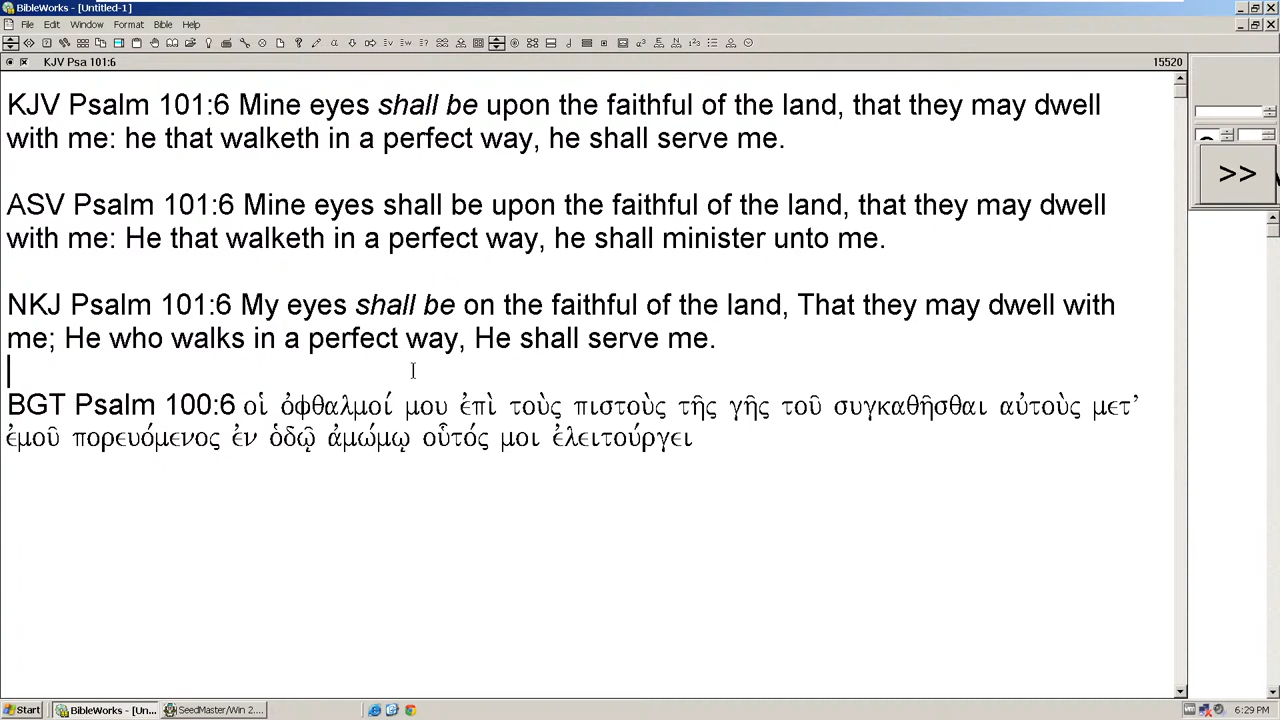 BibleWorks - [Untitled-1]
File Edit Window Format Bible Help
KJV Psa 101:6 15520
KJV Psalm 101:6 Mine eyes shall be upon the faithful of the land, that they may dwell
with me: he that walketh in a perfect way, he shall serve me.
ASV Psalm 101:6 Mine eyes shall be upon the faithful of the land, that they may dwell
with me: He that walketh in a perfect way, he shall minister unto me.
NKJ Psalm 101:6 My eyes shall be on the faithful of the land, That they may dwell with
me; He who walks in a perfect way, He shall serve me.
BGT Psalm 100:6 οἱ ὀφθαλμοί μου ἐπὶ τοὺς πιστοὺς τῆς γῆς τοῦ συγκαθῆσθαι αὐτοὺς μετ’
ἐμοῦ πορευόμενος ἐν ὁδῷ ἀμώμῳ οὗτός μοι ἐλειτούργει
>>
Start BibleWorks - [Un... SeedMaster/Win 2.... 6:29 PM